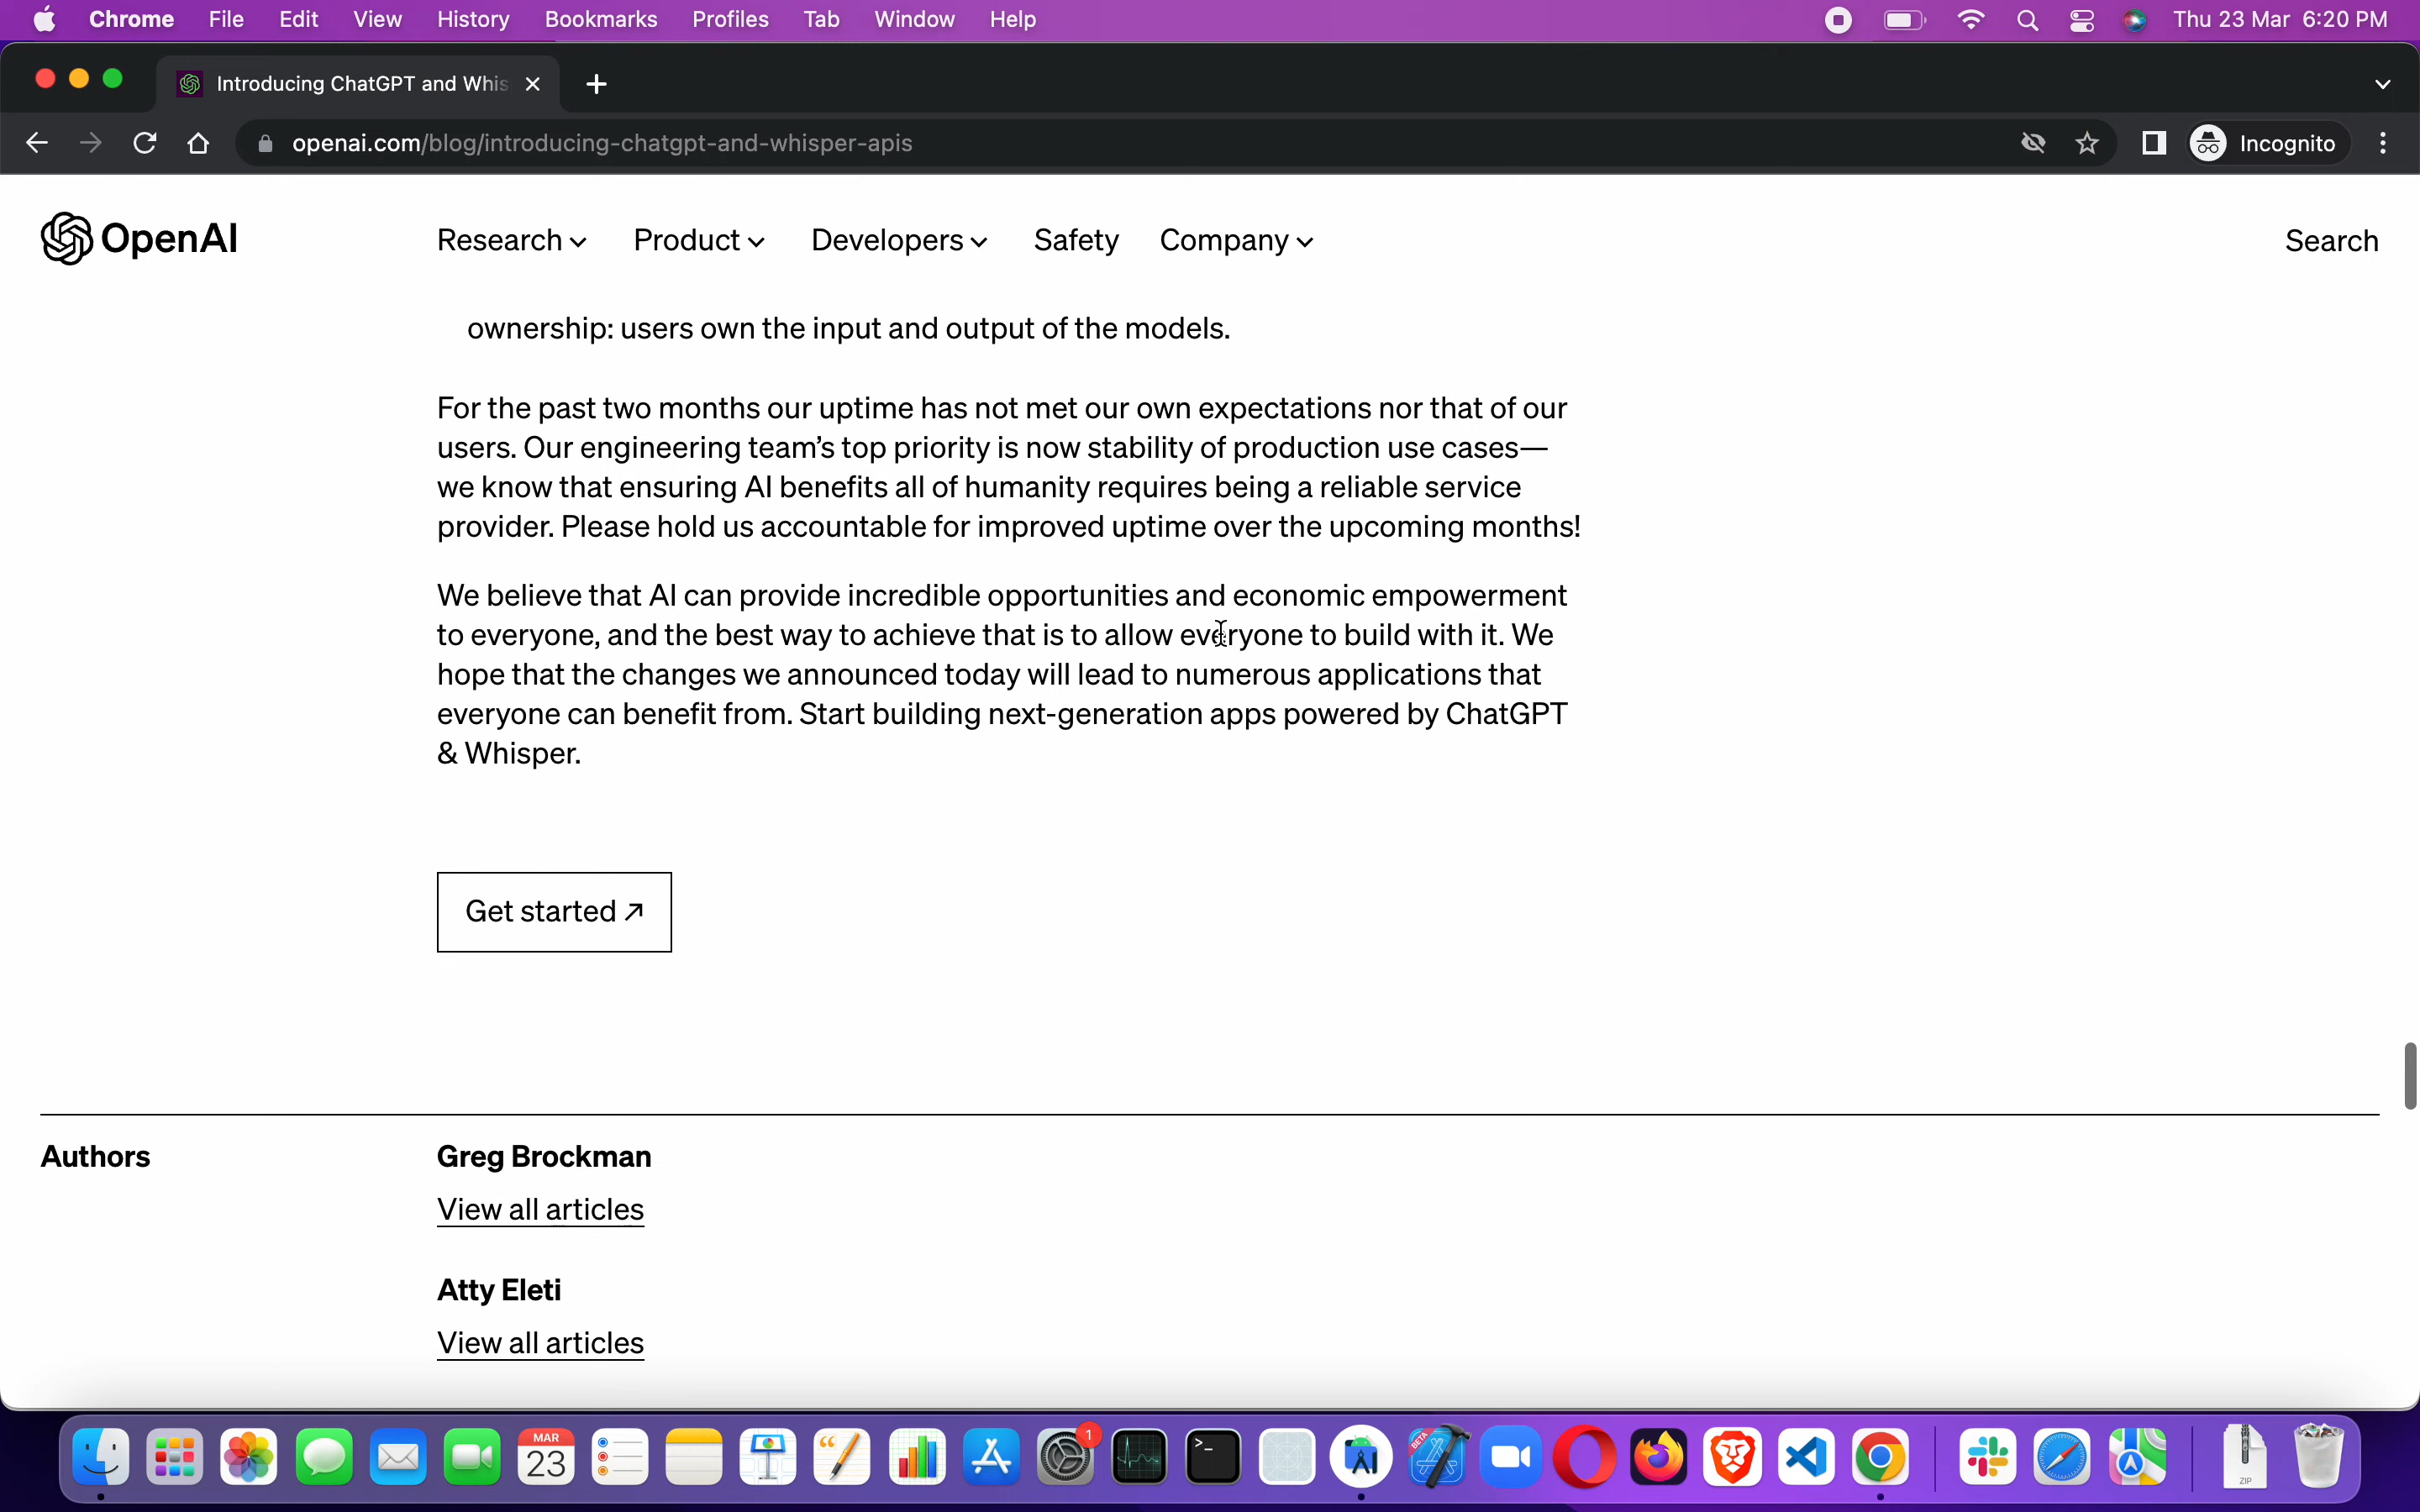 Chrome File Edit View History Bookmarks Profiles Tab Window Help Thu 23 Mar 6:20 PM
Introducing ChatGPT and Whis
openai.com/blog/introducing-chatgpt-and-whisper-apis Incognito
OpenAI Research Product Developers Safety Company Search
ownership: users own the input and output of the models.
For the past two months our uptime has not met our own expectations nor that of our
users. Our engineering team’s top priority is now stability of production use cases—
we know that ensuring AI benefits all of humanity requires being a reliable service
provider. Please hold us accountable for improved uptime over the upcoming months!
We believe that AI can provide incredible opportunities and economic empowerment
to everyone, and the best way to achieve that is to allow everyone to build with it. We
hope that the changes we announced today will lead to numerous applications that
everyone can benefit from. Start building next-generation apps powered by ChatGPT
& Whisper.
Get started ↗
Authors Greg Brockman
View all articles
Atty Eleti
View all articles
MAR
23
1
>_
BETA
ZIP